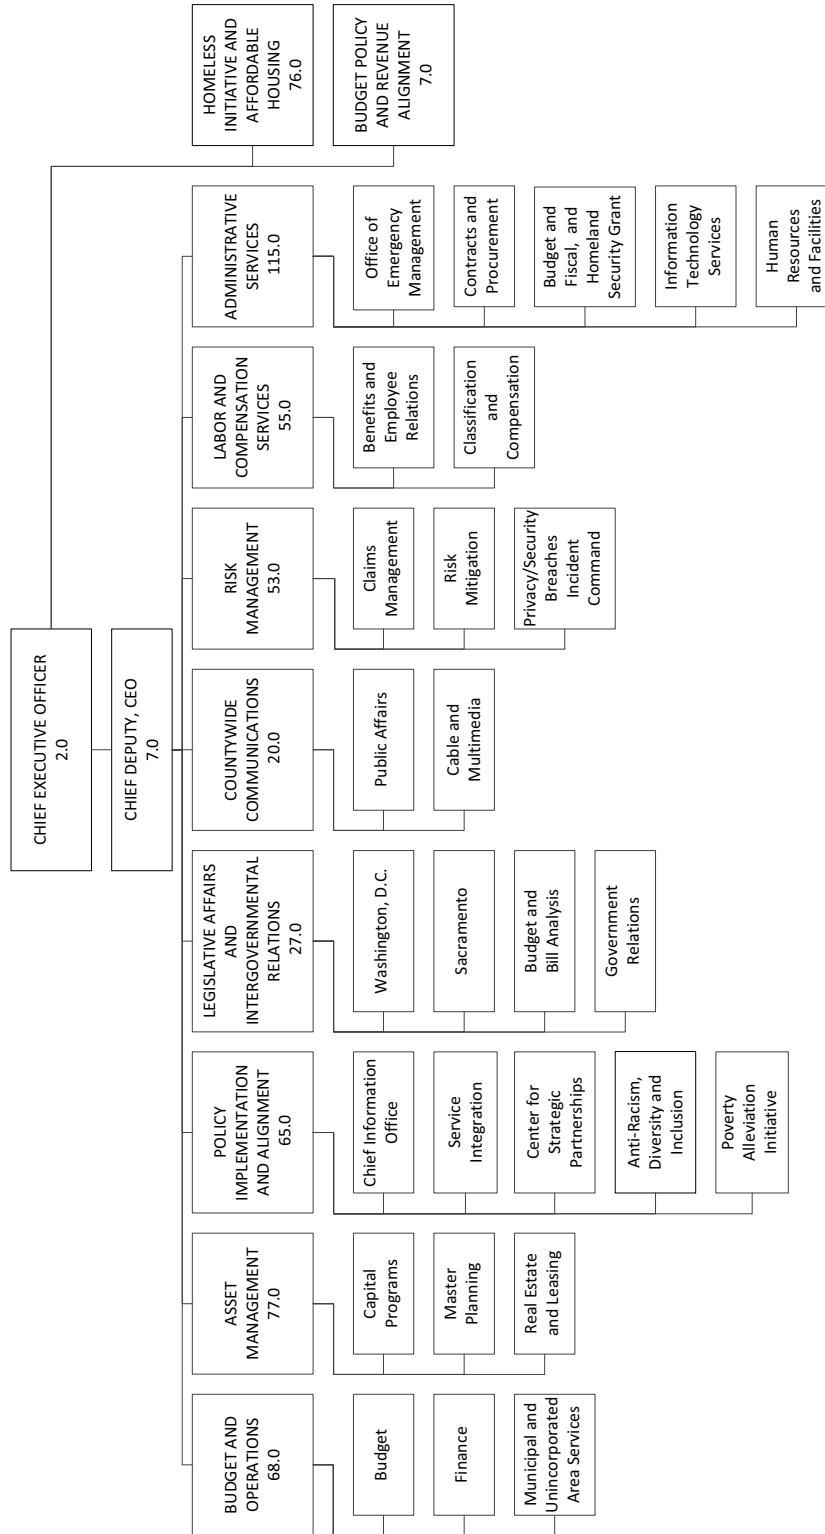 CHIEF EXECUTIVE OFFICER
2.0
CHIEF DEPUTY, CEO
7.0
BUDGET AND
OPERATIONS
68.0
Budget
Finance
Municipal and
Unincorporated
Area Services
ASSET
MANAGEMENT
77.0
Capital
Programs
Master
Planning
Real Estate
and Leasing
POLICY
IMPLEMENTATION
AND ALIGNMENT
65.0
Chief Information
Office
Service
Integration
Center for
Strategic
Partnerships
Anti-Racism,
Diversity and
Inclusion
Poverty
Alleviation
Initiative
LEGISLATIVE AFFAIRS
AND
INTERGOVERNMENTAL
RELATIONS
27.0
Washington, D.C.
Sacramento
Budget and
Bill Analysis
Government
Relations
COUNTYWIDE
COMMUNICATIONS
20.0
Public Affairs
Cable and
Multimedia
RISK
MANAGEMENT
53.0
Claims
Management
Risk
Mitigation
Privacy/Security
Breaches
Incident
Command
LABOR AND
COMPENSATION
SERVICES
55.0
Benefits and
Employee
Relations
Classification
and
Compensation
ADMINISTRATIVE
SERVICES
115.0
Office of
Emergency
Management
Contracts and
Procurement
Budget and
Fiscal, and
Homeland
Security Grant
Information
Technology
Services
Human
Resources
and Facilities
HOMELESS
INITIATIVE AND
AFFORDABLE
HOUSING
76.0
BUDGET POLICY
AND REVENUE
ALIGNMENT
7.0